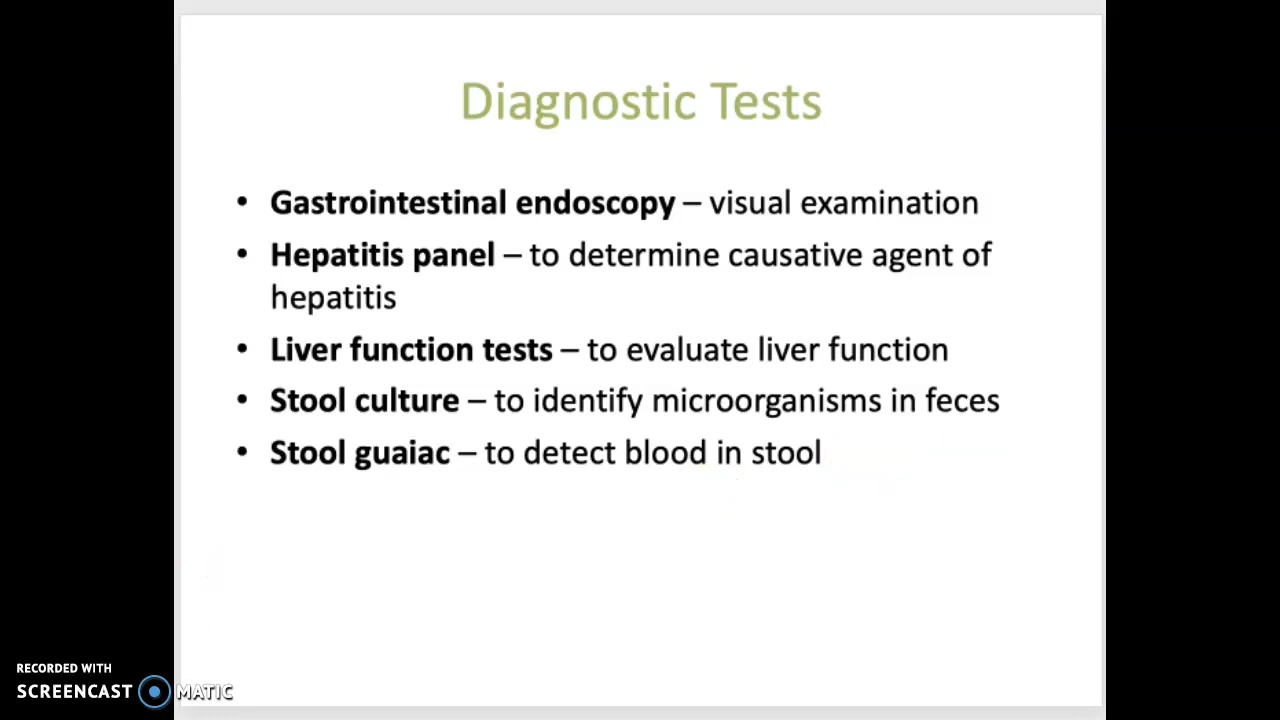 Diagnostic Tests
• Gastrointestinal endoscopy – visual examination
• Hepatitis panel – to determine causative agent of
hepatitis
• Liver function tests – to evaluate liver function
• Stool culture – to identify microorganisms in feces
• Stool guaiac – to detect blood in stool
RECORDED WITH
SCREENCAST MATIC